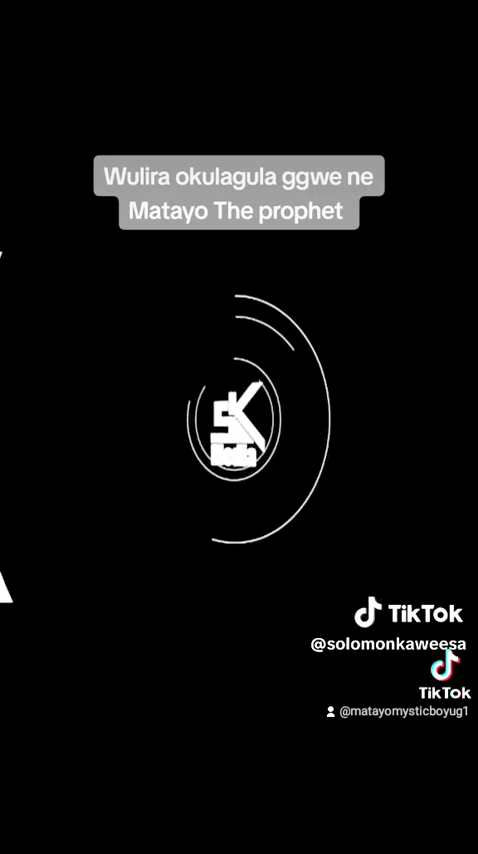 Wulira okulagula ggwe ne
Matayo The prophet
SK
TikTok
@solomonkaweesa
TikTok
@matayomysticboyug1